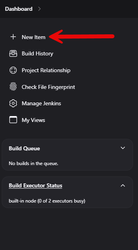 Dashboard >
New Item
Build History
Project Relationship
Check File Fingerprint
Manage Jenkins
My Views
Build Queue
No builds in the queue.
Build Executor Status
built-in node (0 of 2 executors busy)